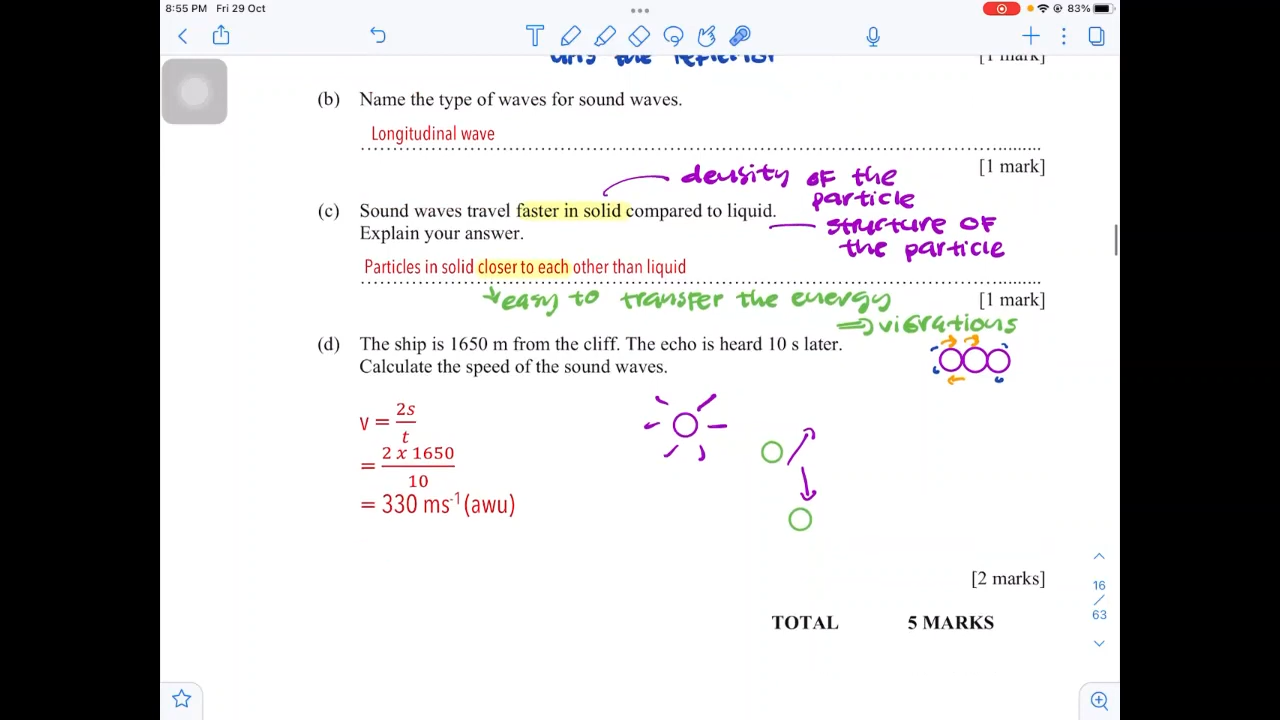 8:55 PM Fri 29 Oct
83%
[1 mark]
(b) Name the type of waves for sound waves.
Longitudinal wave
[1 mark]
density of the
particle
(c) Sound waves travel faster in solid compared to liquid.
structure of
the particle
Explain your answer.
Particles in solid closer to each other than liquid
easy to transfer the energy
[1 mark]
⇒ vibrations
(d) The ship is 1650 m from the cliff. The echo is heard 10 s later.
Calculate the speed of the sound waves.
v = 2s/t
= 2 x 1650/10
= 330 ms⁻¹ (awu)
[2 marks]
TOTAL 5 MARKS
16
/
63